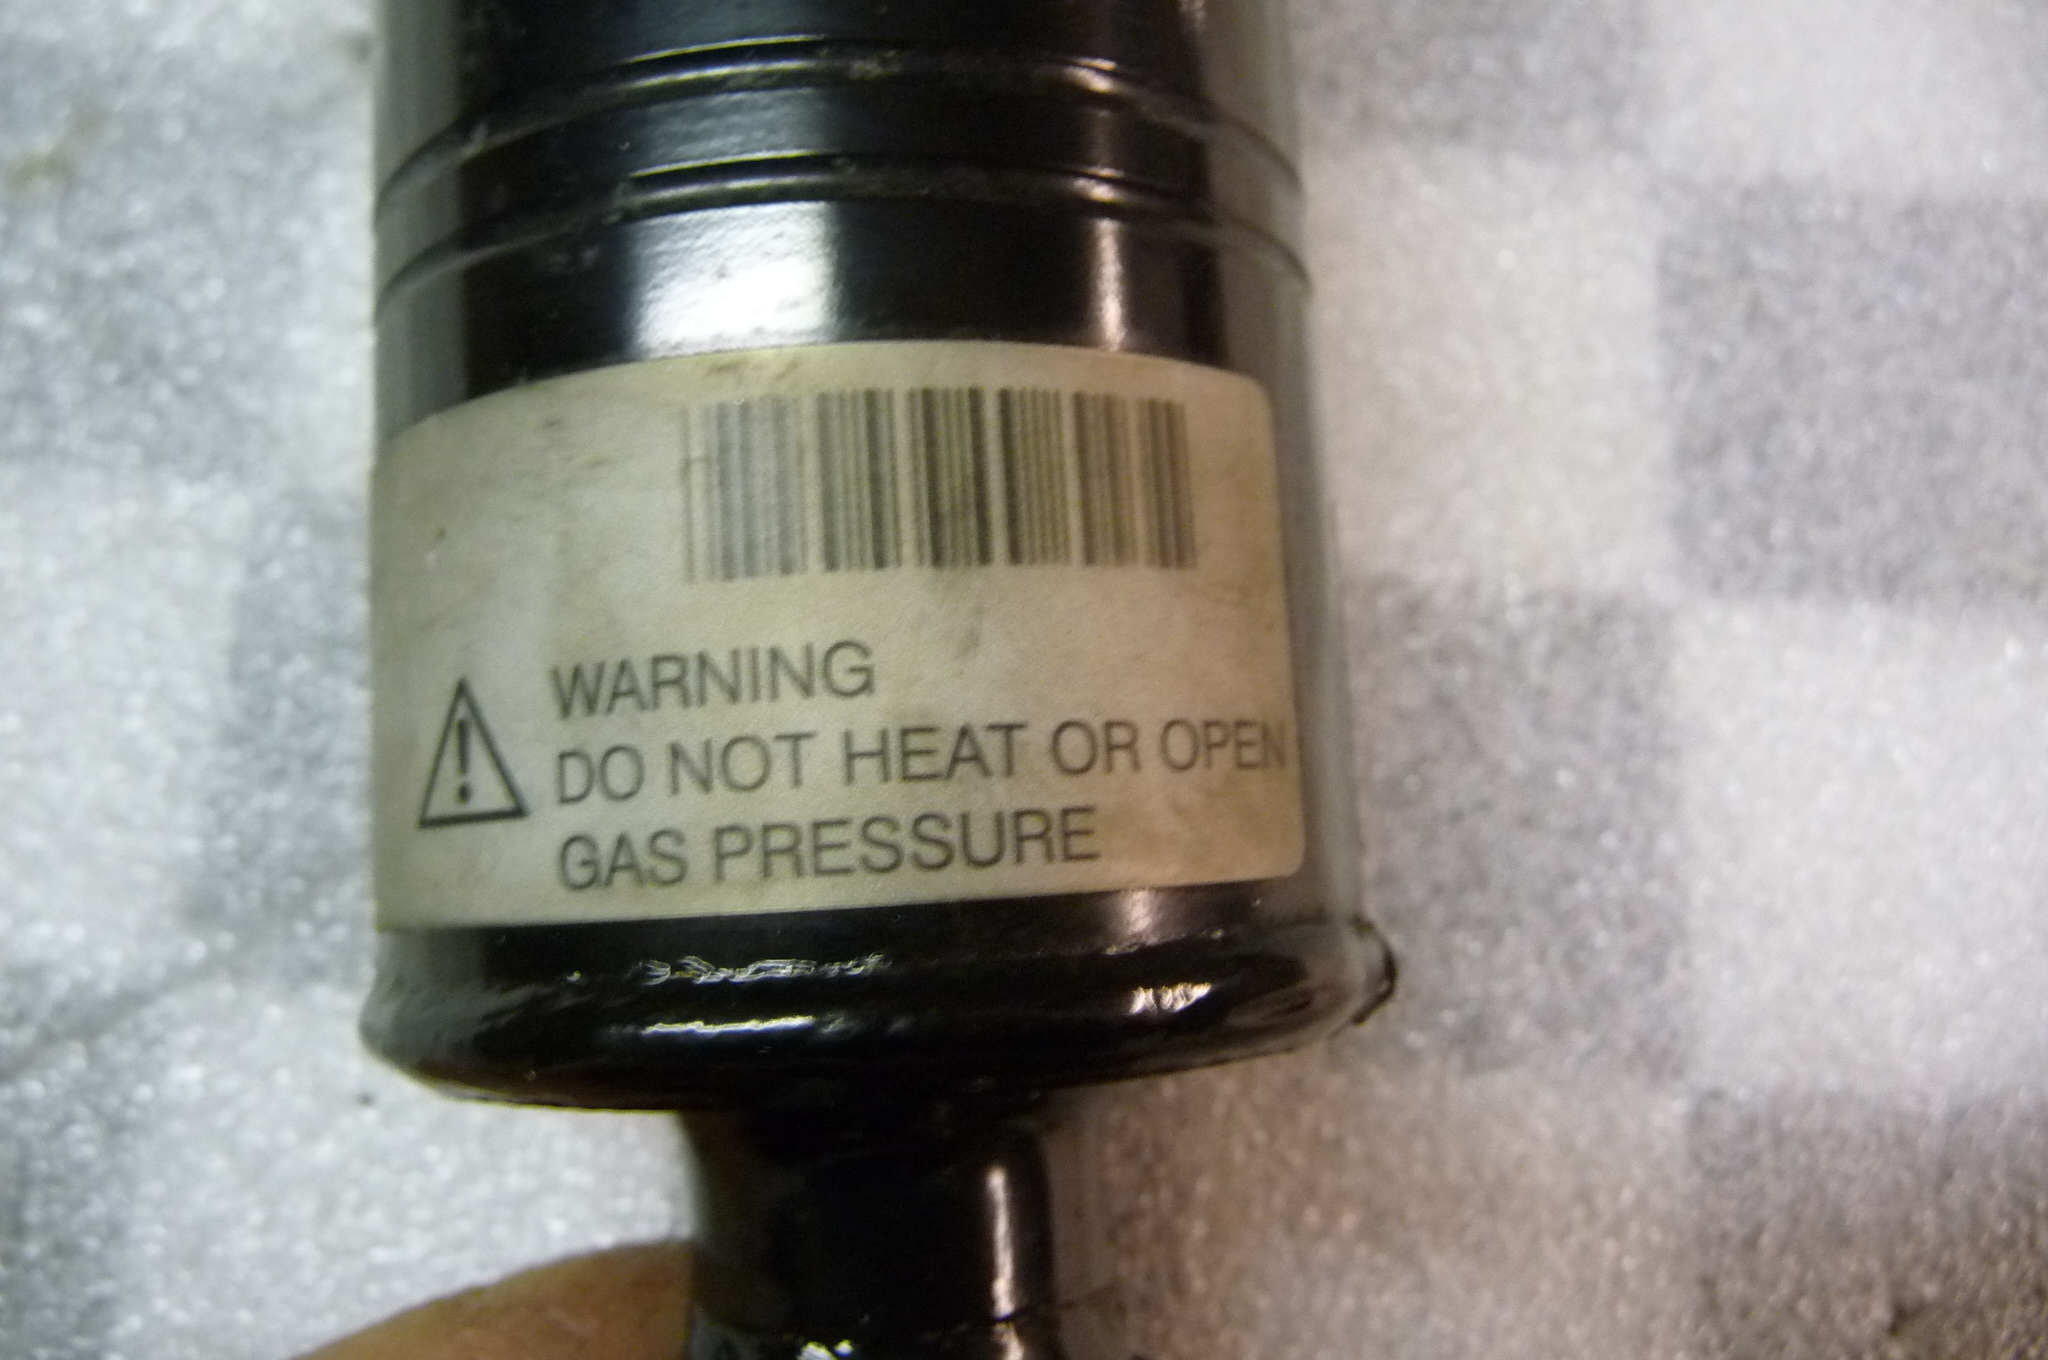 WARNING
DO NOT HEAT OR OPEN
GAS PRESSURE